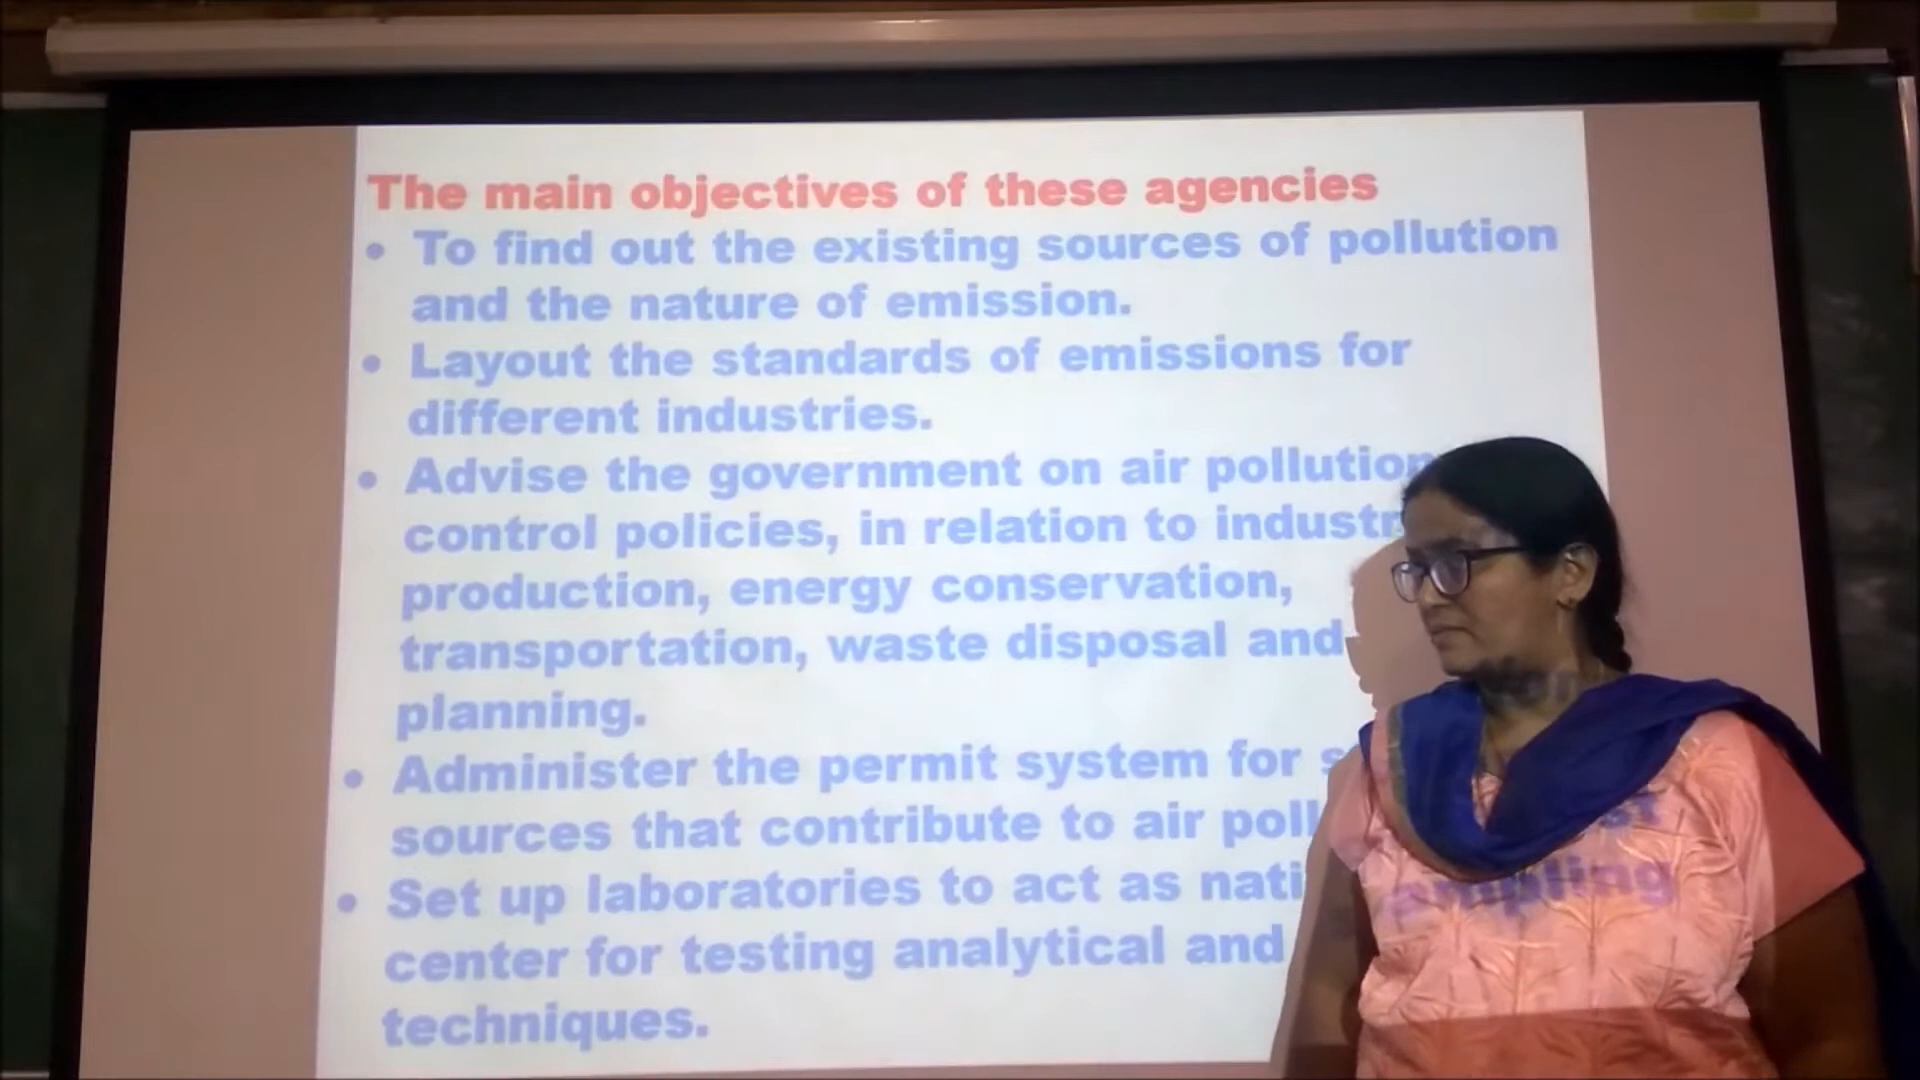 The main objectives of these agencies
• To find out the existing sources of pollution
and the nature of emission.
• Layout the standards of emissions for
different industries.
• Advise the government on air pollution
control policies, in relation to industr
production, energy conservation,
transportation, waste disposal and
planning.
• Administer the permit system for s
sources that contribute to air poll
• Set up laboratories to act as nati
center for testing analytical and sampling
techniques.